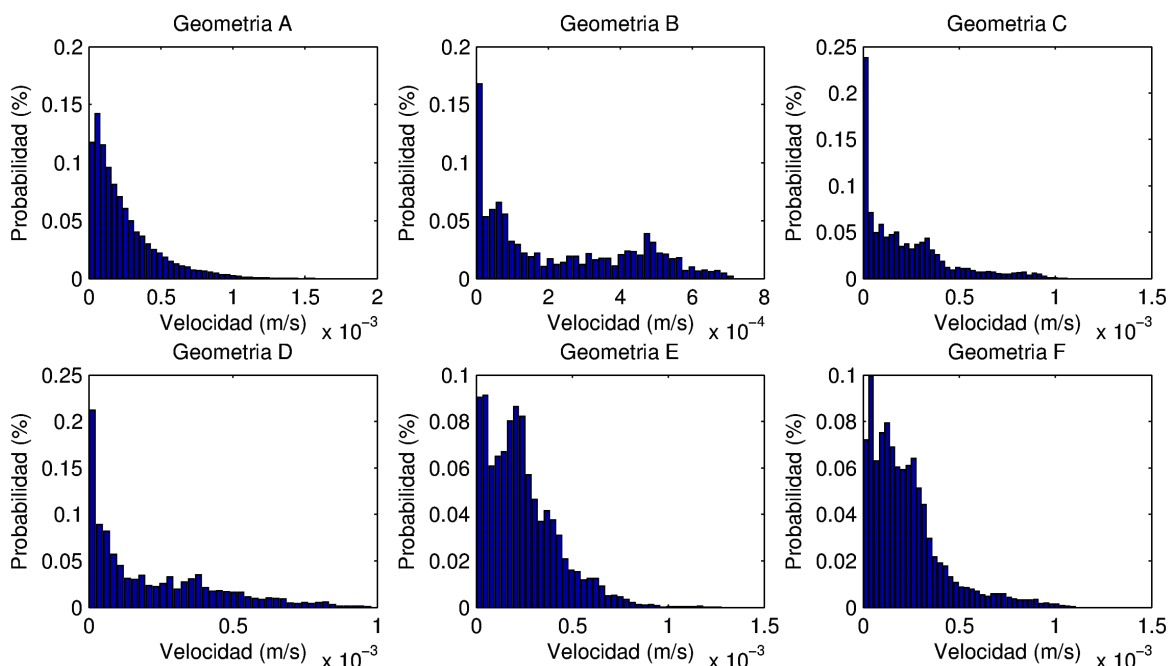 Geometria A
0.2
0.15
0.1
0.05
0
0
0.5
1
1.5
2
Probabilidad (%)
Velocidad (m/s)
x 10⁻³
Geometria B
0.2
0.15
0.1
0.05
0
0
2
4
6
8
Probabilidad (%)
Velocidad (m/s)
x 10⁻⁴
Geometria C
0.25
0.2
0.15
0.1
0.05
0
0
0.5
1
1.5
Probabilidad (%)
Velocidad (m/s)
x 10⁻³
Geometria D
0.25
0.2
0.15
0.1
0.05
0
0
0.5
1
Probabilidad (%)
Velocidad (m/s)
x 10⁻³
Geometria E
0.1
0.08
0.06
0.04
0.02
0
0
0.5
1
1.5
Probabilidad (%)
Velocidad (m/s)
x 10⁻³
Geometria F
0.1
0.08
0.06
0.04
0.02
0
0
0.5
1
1.5
Probabilidad (%)
Velocidad (m/s)
x 10⁻³